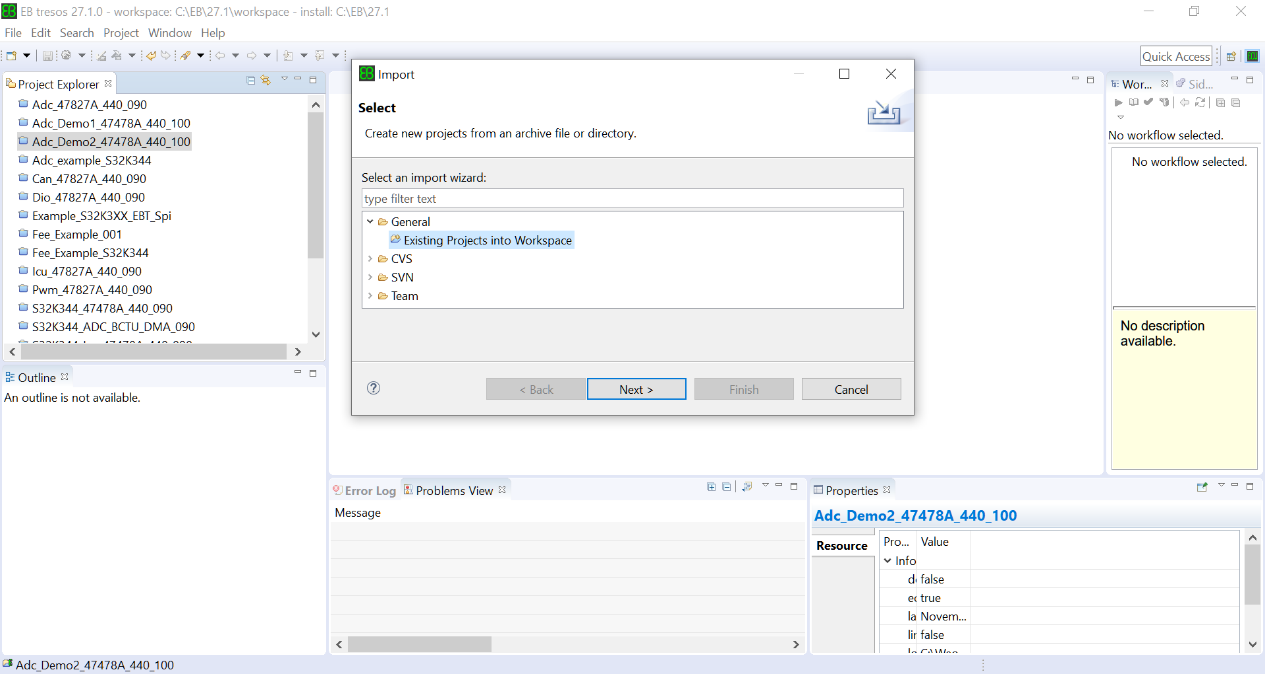 EB tresos 27.1.0 - workspace: C:\EB\27.1\workspace - install: C:\EB\27.1
File Edit Search Project Window Help
Quick Access
Project Explorer
Adc_47827A_440_090
Adc_Demo1_47478A_440_100
Adc_Demo2_47478A_440_100
Adc_example_S32K344
Can_47827A_440_090
Dio_47827A_440_090
Example_S32K3XX_EBT_Spi
Fee_Example_001
Fee_Example_S32K344
Icu_47827A_440_090
Pwm_47827A_440_090
S32K344_47478A_440_090
S32K344_ADC_BCTU_DMA_090
Outline
An outline is not available.
EB Import
Select
Create new projects from an archive file or directory.
Select an import wizard:
type filter text
General
Existing Projects into Workspace
CVS
SVN
Team
? < Back Next > Finish Cancel
Wor... Sid...
No workflow selected.
No workflow selected.
No description
available.
Error Log Problems View
Message
Properties
Adc_Demo2_47478A_440_100
Resource
Pro... Value
Info
d false
true
la Novem...
lir false
Adc_Demo2_47478A_440_100